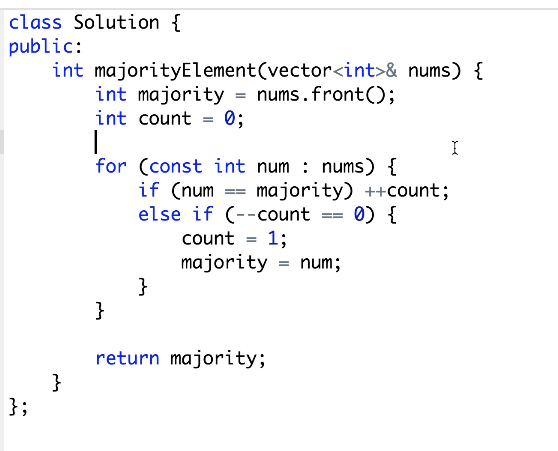 class Solution {
public:
    int majorityElement(vector<int>& nums) {
        int majority = nums.front();
        int count = 0;
        for (const int num : nums) {
            if (num == majority) ++count;
            else if (--count == 0) {
                count = 1;
                majority = num;
            }
        }
        return majority;
    }
};